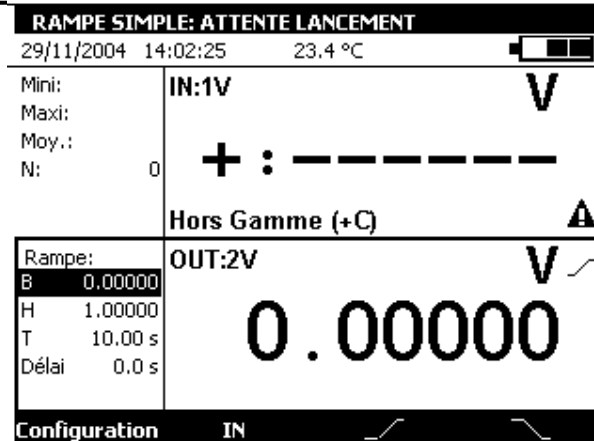 RAMPE SIMPLE: ATTENTE LANCEMENT
29/11/2004 14:02:25 23.4 °C
Mini:
Maxi:
Moy.:
N: 0
IN:1V V
+ : ------
Hors Gamme (+C)
Rampe:
B 0.00000
H 1.00000
T 10.00 s
Délai 0.0 s
OUT:2V V
0.00000
Configuration IN